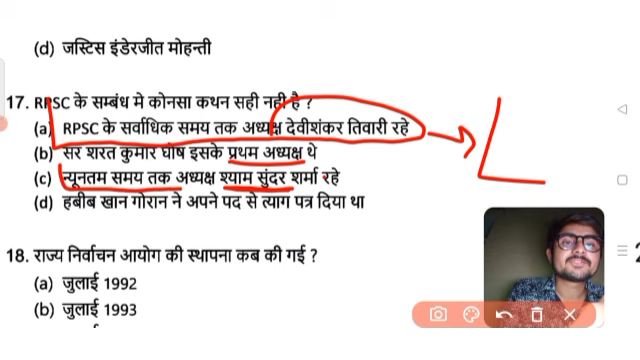 (d) जस्टिस इंडेरजीत मोहन्ती
17. RPSC के सम्बंध मे कोनसा कथन सही नही है ?
(a) RPSC के सर्वाधिक समय तक अध्यक्ष देवीशंकर तिवारी रहे
(b) सर शरत कुमार घोष इसके प्रथम अध्यक्ष थे
(c) न्यूनतम समय तक अध्यक्ष श्याम सुंदर शर्मा रहे
(d) हबीब खान गोरान ने अपने पद से त्याग पत्र दिया था
18. राज्य निर्वाचन आयोग की स्थापना कब की गई ?
(a) जुलाई 1992
(b) जुलाई 1993